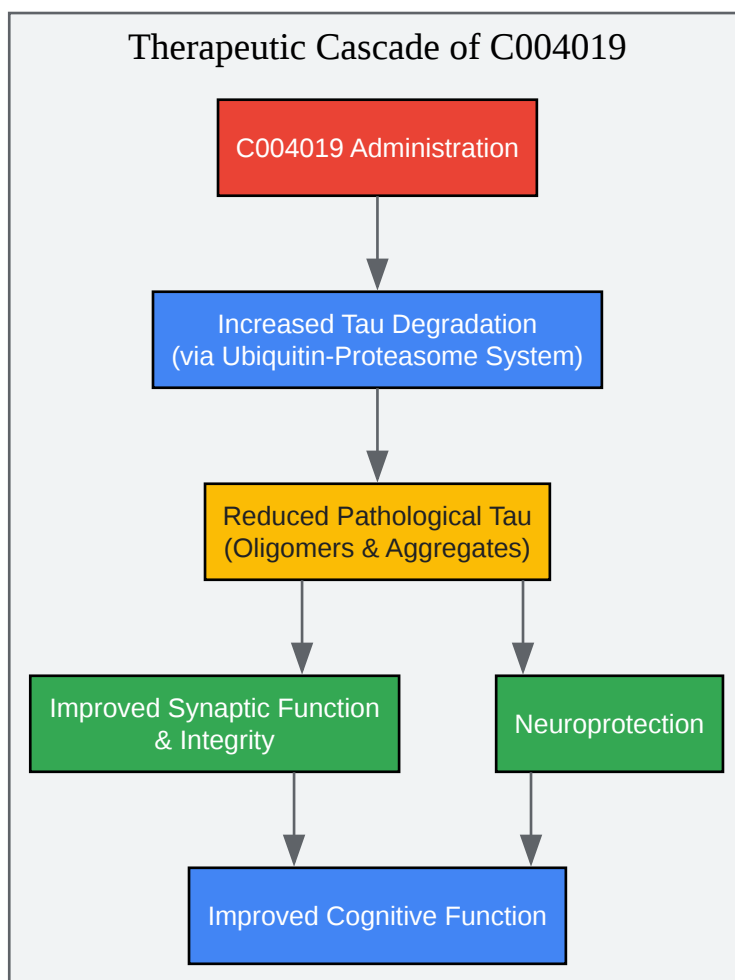 Therapeutic Cascade of C004019
C004019 Administration
Increased Tau Degradation
(via Ubiquitin-Proteasome System)
Reduced Pathological Tau
(Oligomers & Aggregates)
Improved Synaptic Function
& Integrity
Neuroprotection
Improved Cognitive Function